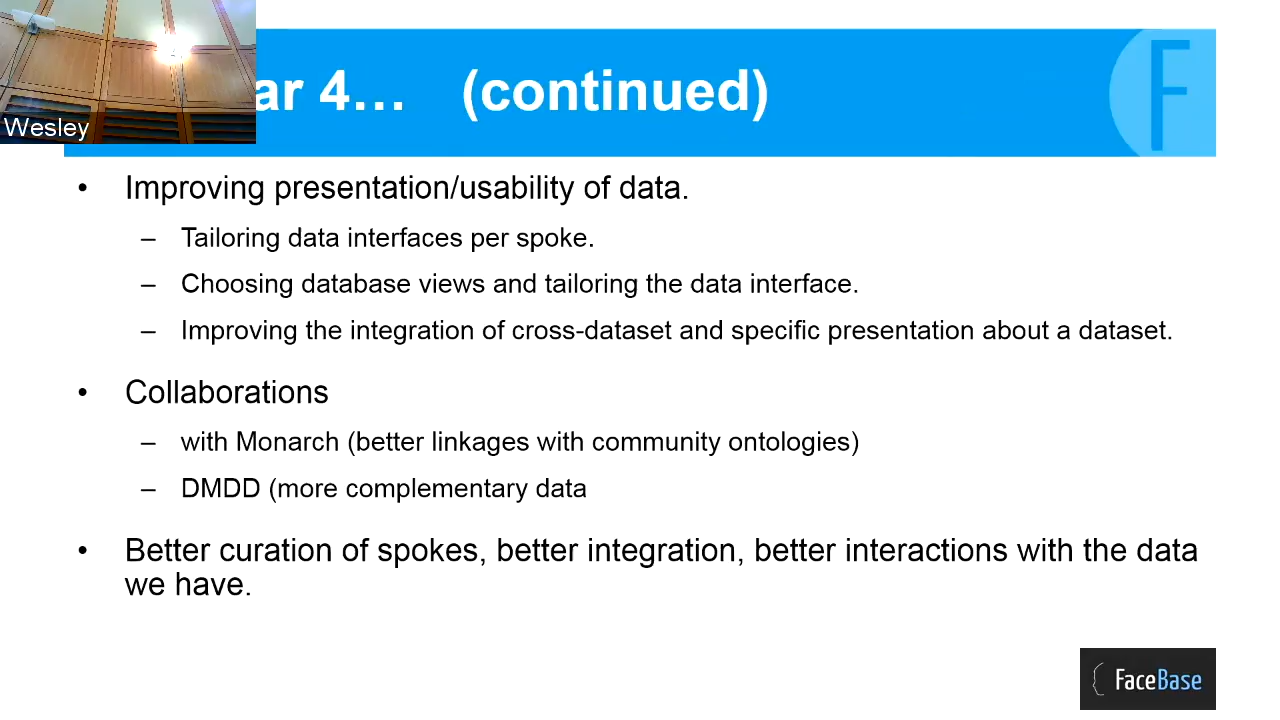 ar 4… (continued)
Wesley
• Improving presentation/usability of data.
– Tailoring data interfaces per spoke.
– Choosing database views and tailoring the data interface.
– Improving the integration of cross-dataset and specific presentation about a dataset.
• Collaborations
– with Monarch (better linkages with community ontologies)
– DMDD (more complementary data
• Better curation of spokes, better integration, better interactions with the data
we have.
FaceBase